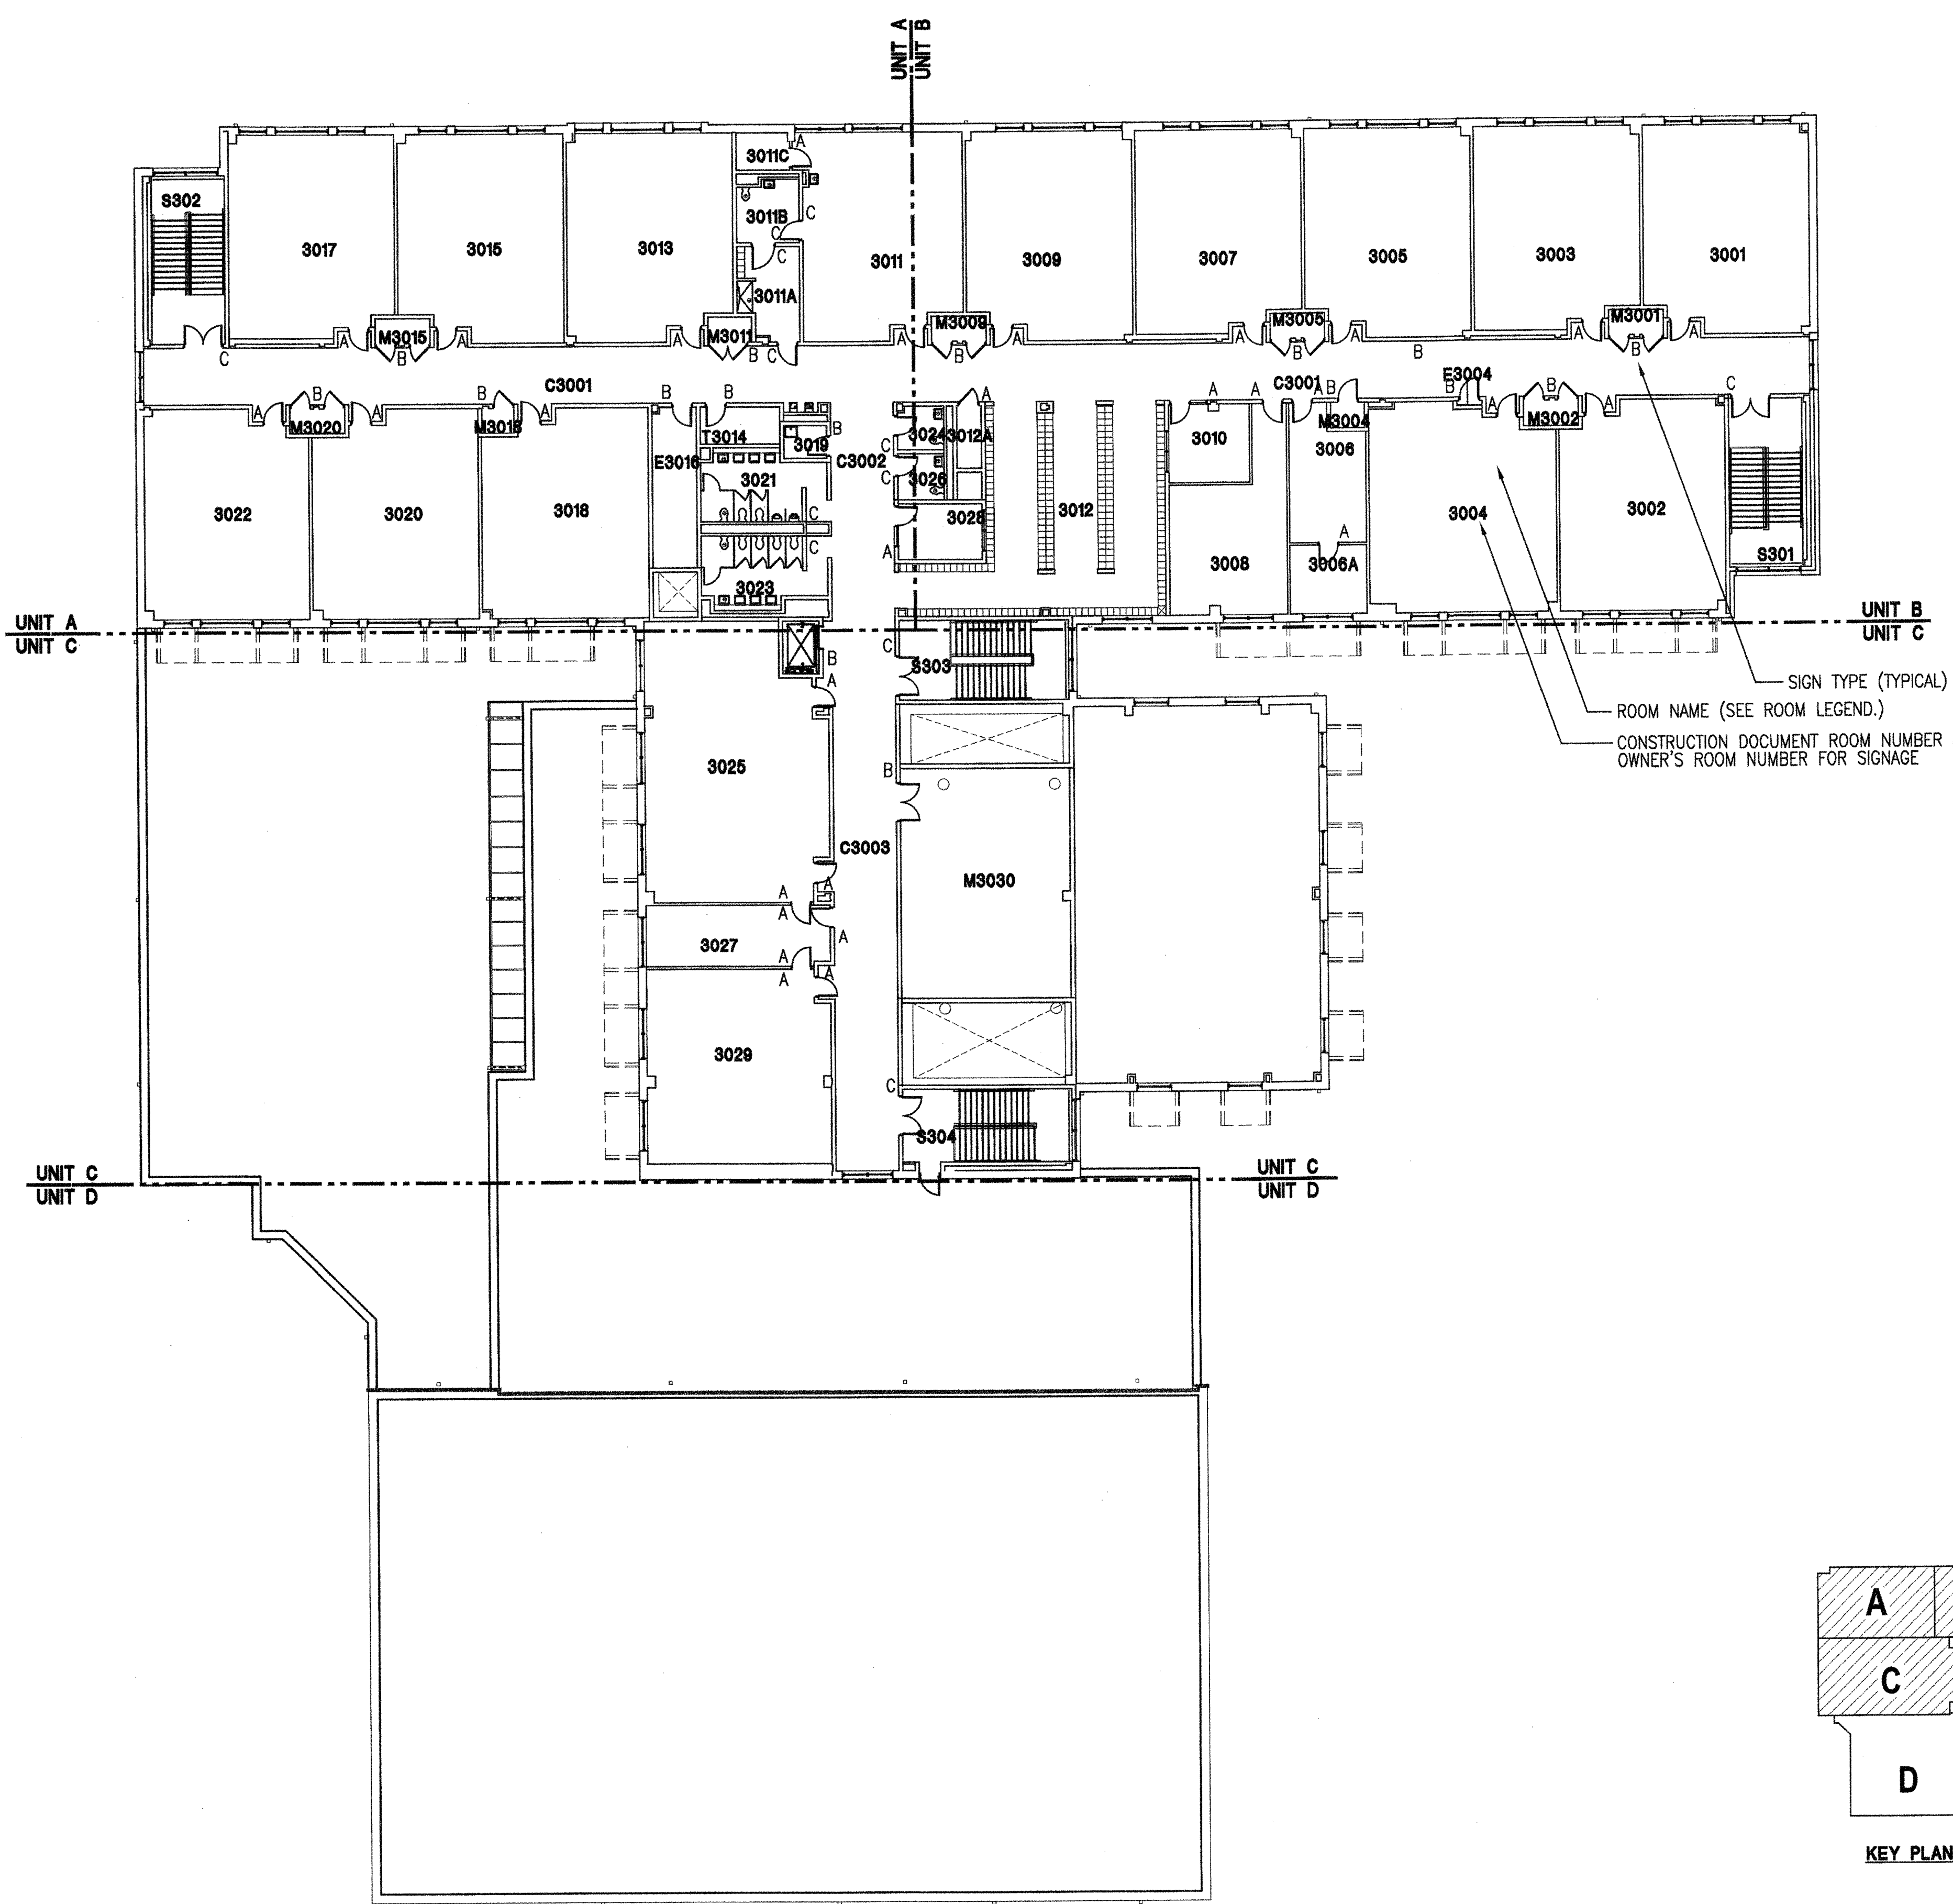 UNIT A
UNIT B
3011C
A
S302
3011B
C
C
C
3017
3015
3013
3011
3009
3007
3005
3003
3001
3011A
M3015
M3011
M3009
M3005
M3001
A
A
A
A
A
A
A
A
A
B
B
B
B
B
C
C
B
C3001
C3001
E3004
C
A
M3020
A
B
B
M3018
A
B
B
B
A
A
A
A
B
M3004
B
A
B
M3002
A
T3014
3019
C3002
C
3024
3012A
3010
3006
E3016
3021
C
3026
3022
3020
3018
C
C
3028
3012
A
3004
3002
A
3023
3008
3006A
S301
UNIT A
UNIT C
UNIT B
UNIT C
C
S303
B
A
SIGN TYPE (TYPICAL)
ROOM NAME (SEE ROOM LEGEND.)
CONSTRUCTION DOCUMENT ROOM NUMBER
OWNER'S ROOM NUMBER FOR SIGNAGE
3025
B
C3003
M3030
A
A
A
3027
A
A
A
A
3029
C
S304
UNIT C
UNIT D
UNIT C
UNIT D
A
C
D
KEY PLAN